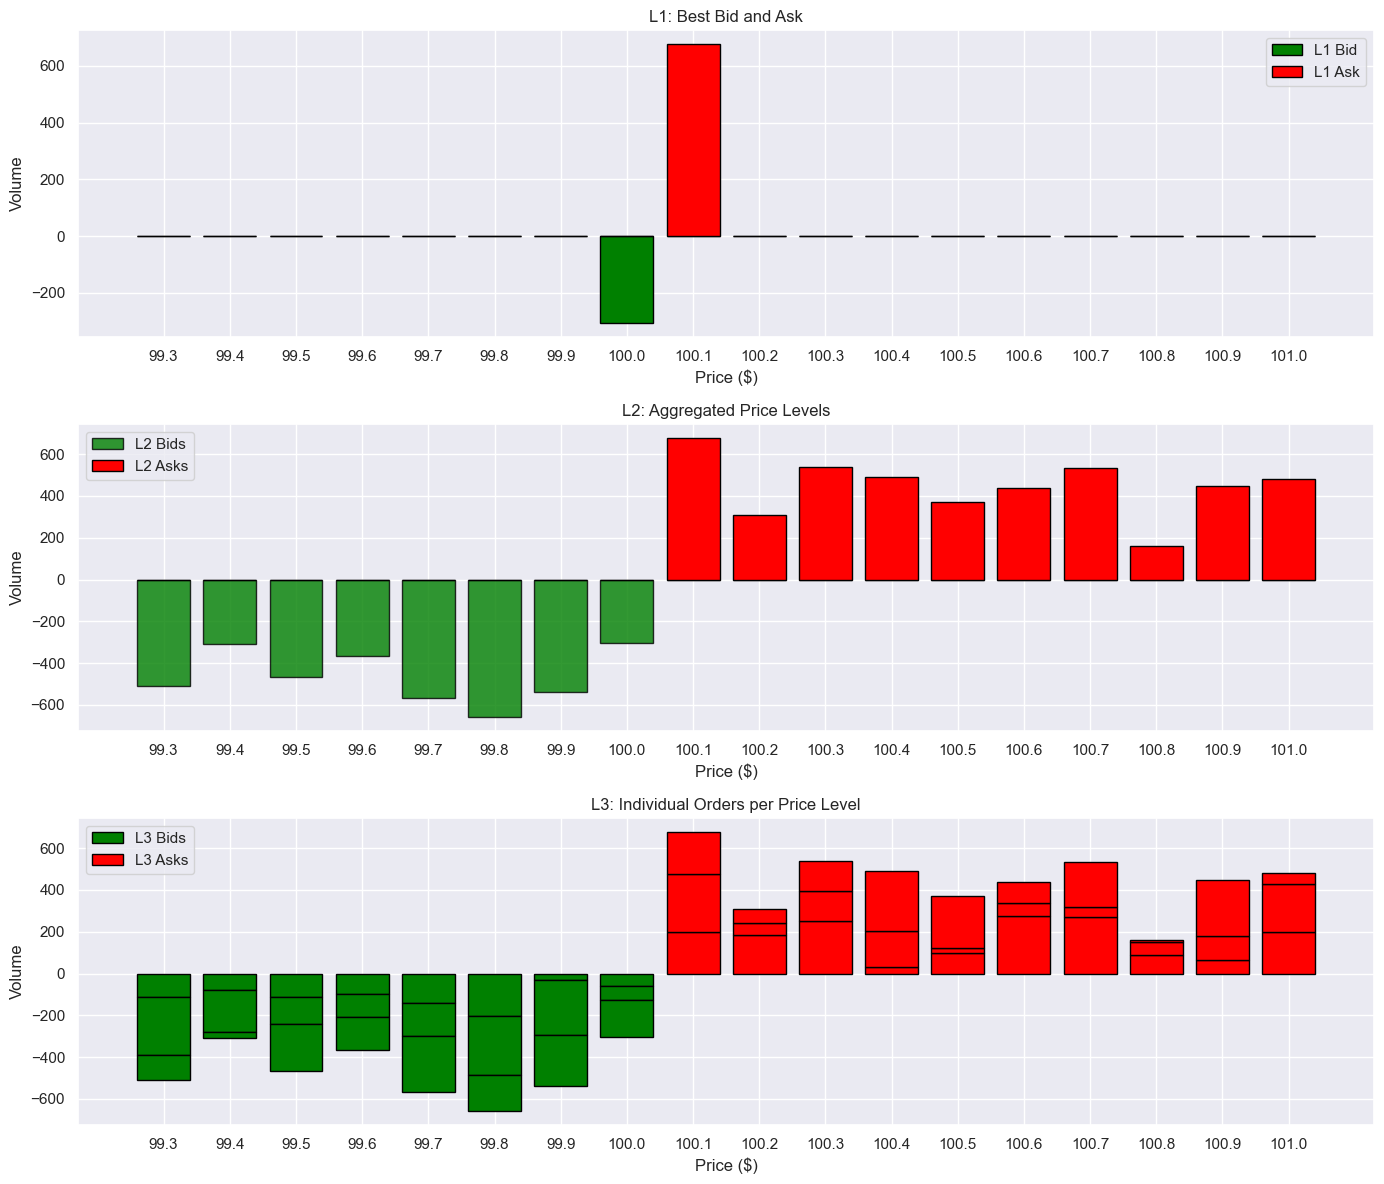 L1: Best Bid and Ask
L1 Bid
L1 Ask
Volume
600
400
200
0
−200
99.3 99.4 99.5 99.6 99.7 99.8 99.9 100.0 100.1 100.2 100.3 100.4 100.5 100.6 100.7 100.8 100.9 101.0
Price ($)
L2: Aggregated Price Levels
L2 Bids
L2 Asks
Volume
600
400
200
0
−200
−400
−600
99.3 99.4 99.5 99.6 99.7 99.8 99.9 100.0 100.1 100.2 100.3 100.4 100.5 100.6 100.7 100.8 100.9 101.0
Price ($)
L3: Individual Orders per Price Level
L3 Bids
L3 Asks
Volume
600
400
200
0
−200
−400
−600
99.3 99.4 99.5 99.6 99.7 99.8 99.9 100.0 100.1 100.2 100.3 100.4 100.5 100.6 100.7 100.8 100.9 101.0
Price ($)